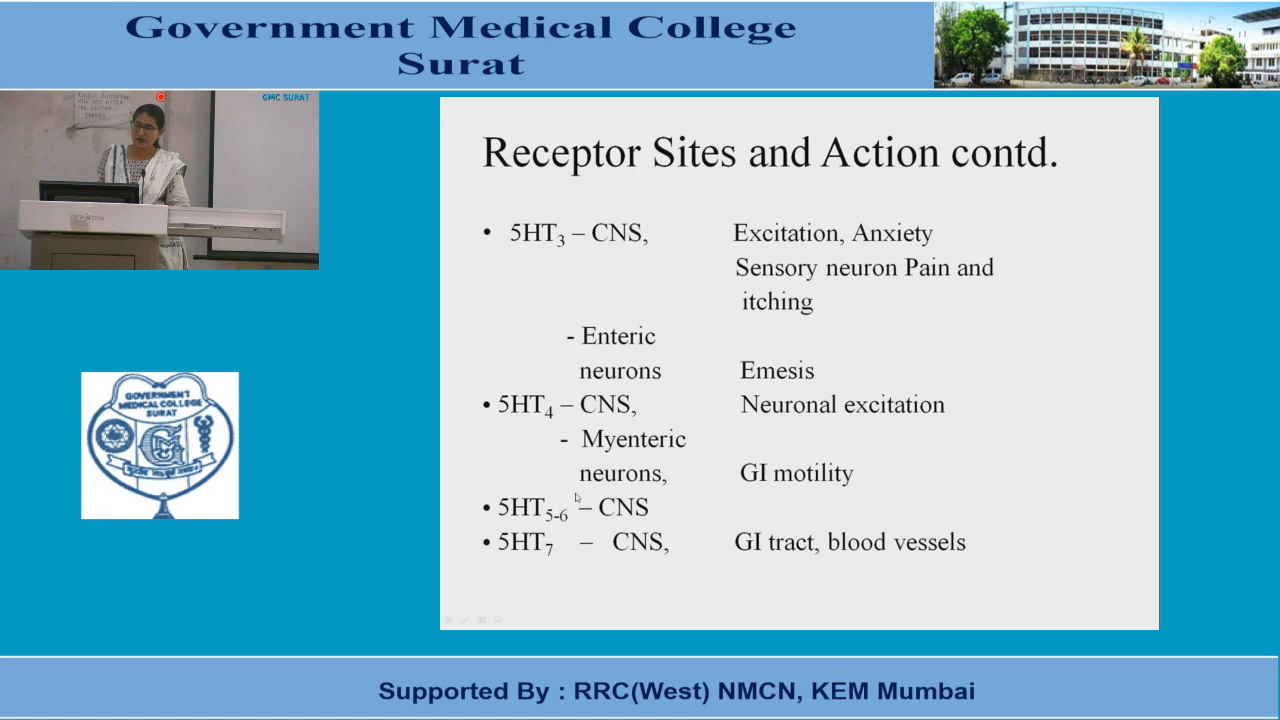 Government Medical College
Surat
GMC SURAT
Receptor Sites and Action contd.
• 5HT3 – CNS, Excitation, Anxiety
Sensory neuron Pain and
itching
- Enteric
neurons Emesis
• 5HT4 – CNS, Neuronal excitation
- Myenteric
neurons, GI motility
• 5HT5-6 – CNS
• 5HT7 – CNS, GI tract, blood vessels
GOVERNMENT
MEDICAL COLLEGE
SURAT
Supported By : RRC(West) NMCN, KEM Mumbai